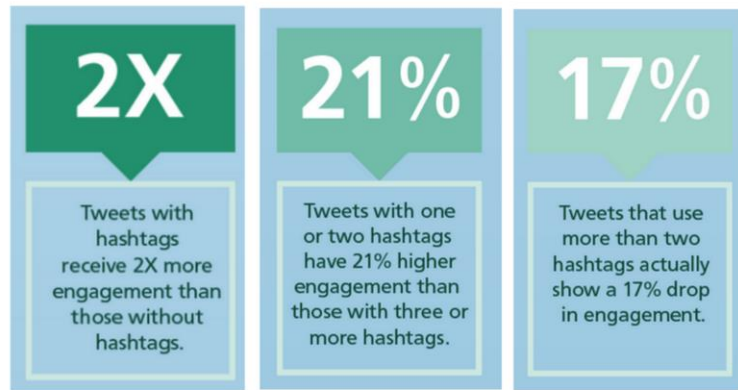 2X
Tweets with
hashtags
receive 2X more
engagement than
those without
hashtags.
21%
Tweets with one
or two hashtags
have 21% higher
engagement than
those with three or
more hashtags.
17%
Tweets that use
more than two
hashtags actually
show a 17% drop
in engagement.